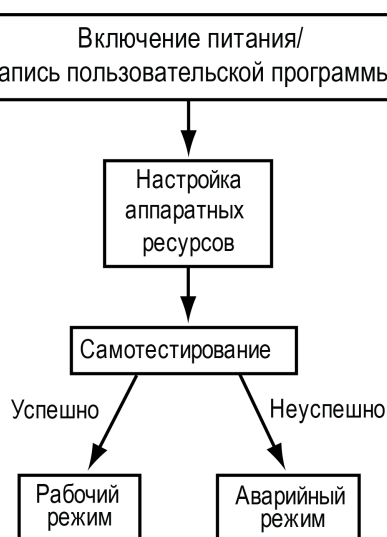 Включение питания/
апись пользовательской программы
Настройка
аппаратных
ресурсов
Самотестирование
Успешно
Неуспешно
Рабочий
режим
Аварийный
режим